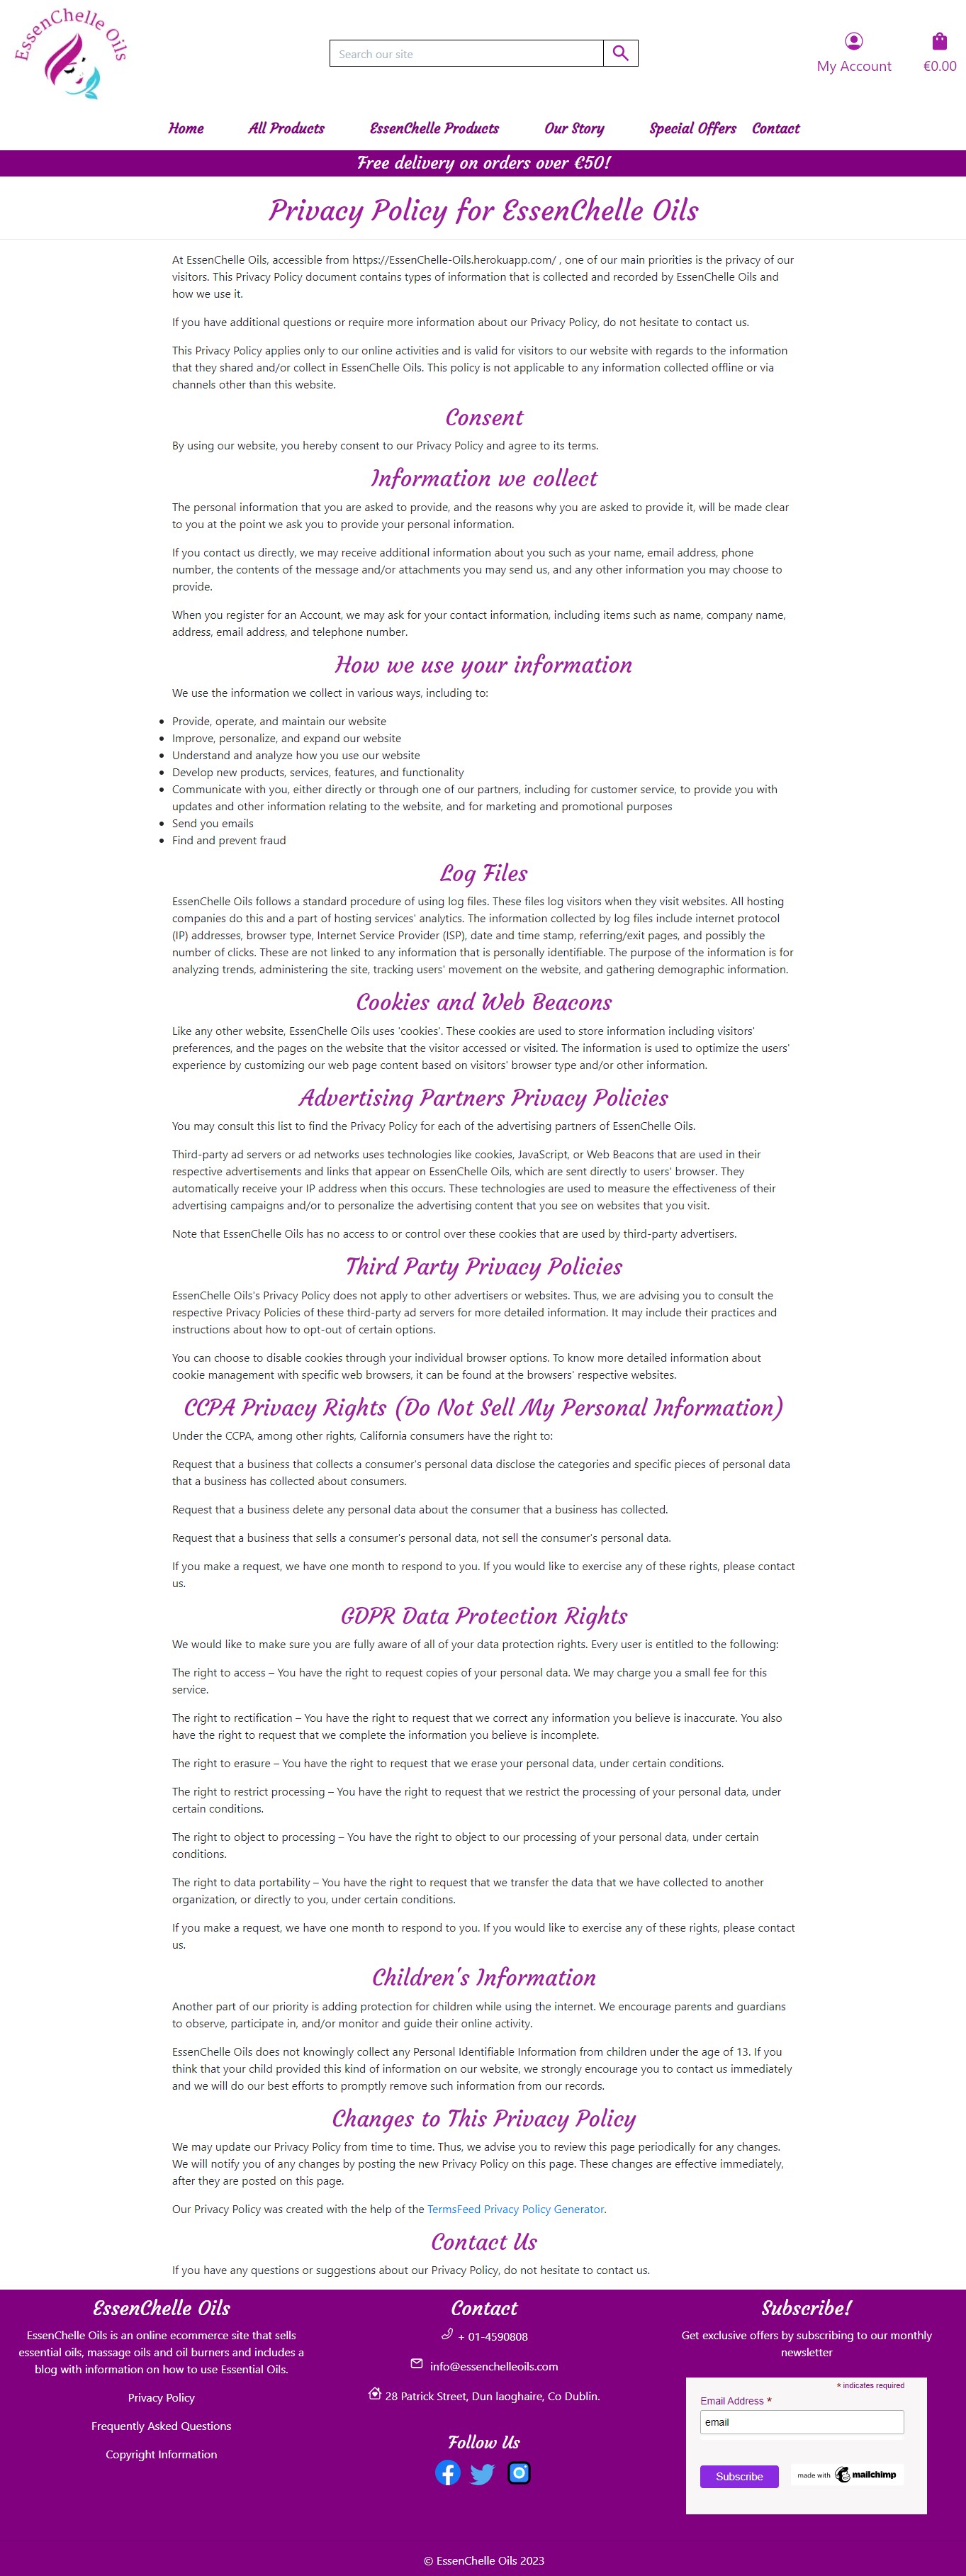 EssenChelle Oils
Search our site
My Account
€0.00
Home All Products EssenChelle Products Our Story Special Offers Contact
Free delivery on orders over €50!
Privacy Policy for EssenChelle Oils
At EssenChelle Oils, accessible from https://EssenChelle-Oils.herokuapp.com/ , one of our main priorities is the privacy of our
visitors. This Privacy Policy document contains types of information that is collected and recorded by EssenChelle Oils and
how we use it.
If you have additional questions or require more information about our Privacy Policy, do not hesitate to contact us.
This Privacy Policy applies only to our online activities and is valid for visitors to our website with regards to the information
that they shared and/or collect in EssenChelle Oils. This policy is not applicable to any information collected offline or via
channels other than this website.
Consent
By using our website, you hereby consent to our Privacy Policy and agree to its terms.
Information we collect
The personal information that you are asked to provide, and the reasons why you are asked to provide it, will be made clear
to you at the point we ask you to provide your personal information.
If you contact us directly, we may receive additional information about you such as your name, email address, phone
number, the contents of the message and/or attachments you may send us, and any other information you may choose to
provide.
When you register for an Account, we may ask for your contact information, including items such as name, company name,
address, email address, and telephone number.
How we use your information
We use the information we collect in various ways, including to:
• Provide, operate, and maintain our website
• Improve, personalize, and expand our website
• Understand and analyze how you use our website
• Develop new products, services, features, and functionality
• Communicate with you, either directly or through one of our partners, including for customer service, to provide you with
updates and other information relating to the website, and for marketing and promotional purposes
• Send you emails
• Find and prevent fraud
Log Files
EssenChelle Oils follows a standard procedure of using log files. These files log visitors when they visit websites. All hosting
companies do this and a part of hosting services' analytics. The information collected by log files include internet protocol
(IP) addresses, browser type, Internet Service Provider (ISP), date and time stamp, referring/exit pages, and possibly the
number of clicks. These are not linked to any information that is personally identifiable. The purpose of the information is for
analyzing trends, administering the site, tracking users' movement on the website, and gathering demographic information.
Cookies and Web Beacons
Like any other website, EssenChelle Oils uses 'cookies'. These cookies are used to store information including visitors'
preferences, and the pages on the website that the visitor accessed or visited. The information is used to optimize the users'
experience by customizing our web page content based on visitors' browser type and/or other information.
Advertising Partners Privacy Policies
You may consult this list to find the Privacy Policy for each of the advertising partners of EssenChelle Oils.
Third-party ad servers or ad networks uses technologies like cookies, JavaScript, or Web Beacons that are used in their
respective advertisements and links that appear on EssenChelle Oils, which are sent directly to users' browser. They
automatically receive your IP address when this occurs. These technologies are used to measure the effectiveness of their
advertising campaigns and/or to personalize the advertising content that you see on websites that you visit.
Note that EssenChelle Oils has no access to or control over these cookies that are used by third-party advertisers.
Third Party Privacy Policies
EssenChelle Oils's Privacy Policy does not apply to other advertisers or websites. Thus, we are advising you to consult the
respective Privacy Policies of these third-party ad servers for more detailed information. It may include their practices and
instructions about how to opt-out of certain options.
You can choose to disable cookies through your individual browser options. To know more detailed information about
cookie management with specific web browsers, it can be found at the browsers' respective websites.
CCPA Privacy Rights (Do Not Sell My Personal Information)
Under the CCPA, among other rights, California consumers have the right to:
Request that a business that collects a consumer's personal data disclose the categories and specific pieces of personal data
that a business has collected about consumers.
Request that a business delete any personal data about the consumer that a business has collected.
Request that a business that sells a consumer's personal data, not sell the consumer's personal data.
If you make a request, we have one month to respond to you. If you would like to exercise any of these rights, please contact
us.
GDPR Data Protection Rights
We would like to make sure you are fully aware of all of your data protection rights. Every user is entitled to the following:
The right to access – You have the right to request copies of your personal data. We may charge you a small fee for this
service.
The right to rectification – You have the right to request that we correct any information you believe is inaccurate. You also
have the right to request that we complete the information you believe is incomplete.
The right to erasure – You have the right to request that we erase your personal data, under certain conditions.
The right to restrict processing – You have the right to request that we restrict the processing of your personal data, under
certain conditions.
The right to object to processing – You have the right to object to our processing of your personal data, under certain
conditions.
The right to data portability – You have the right to request that we transfer the data that we have collected to another
organization, or directly to you, under certain conditions.
If you make a request, we have one month to respond to you. If you would like to exercise any of these rights, please contact
us.
Children's Information
Another part of our priority is adding protection for children while using the internet. We encourage parents and guardians
to observe, participate in, and/or monitor and guide their online activity.
EssenChelle Oils does not knowingly collect any Personal Identifiable Information from children under the age of 13. If you
think that your child provided this kind of information on our website, we strongly encourage you to contact us immediately
and we will do our best efforts to promptly remove such information from our records.
Changes to This Privacy Policy
We may update our Privacy Policy from time to time. Thus, we advise you to review this page periodically for any changes.
We will notify you of any changes by posting the new Privacy Policy on this page. These changes are effective immediately,
after they are posted on this page.
Our Privacy Policy was created with the help of the TermsFeed Privacy Policy Generator.
Contact Us
If you have any questions or suggestions about our Privacy Policy, do not hesitate to contact us.
EssenChelle Oils
EssenChelle Oils is an online ecommerce site that sells
essential oils, massage oils and oil burners and includes a
blog with information on how to use Essential Oils.
Privacy Policy
Frequently Asked Questions
Copyright Information
Contact
+ 01-4590808
info@essenchelleoils.com
28 Patrick Street, Dun laoghaire, Co Dublin.
Follow Us
Subscribe!
Get exclusive offers by subscribing to our monthly
newsletter
* indicates required
Email Address *
email
Subscribe
made with mailchimp
© EssenChelle Oils 2023